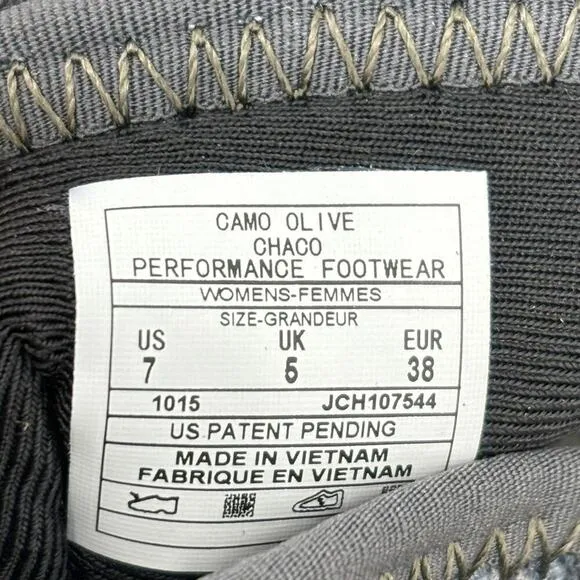 CAMO OLIVE
CHACO
PERFORMANCE FOOTWEAR
WOMENS-FEMMES
SIZE-GRANDEUR
US UK EUR
7 5 38
1015 JCH107544
US PATENT PENDING
MADE IN VIETNAM
FABRIQUE EN VIETNAM